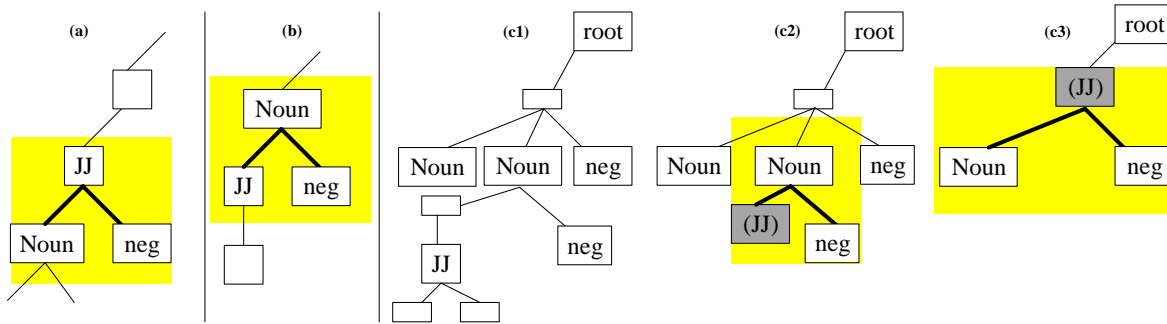 (a)
JJ
Noun
neg
(b)
Noun
JJ
neg
(c1)
root
Noun
Noun
neg
neg
JJ
(c2)
root
Noun
Noun
neg
(JJ)
neg
(c3)
root
(JJ)
Noun
neg